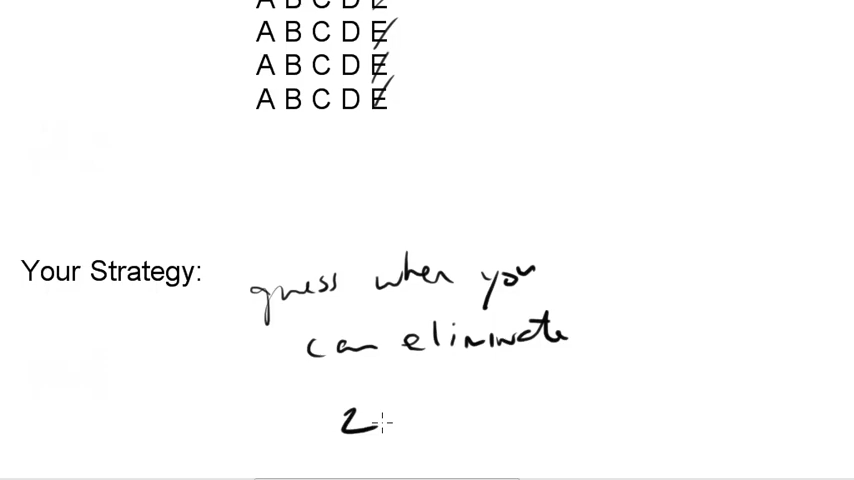 A B C D E
A B C D E
A B C D E
A B C D E
Your Strategy: guess when you
can eliminate
2